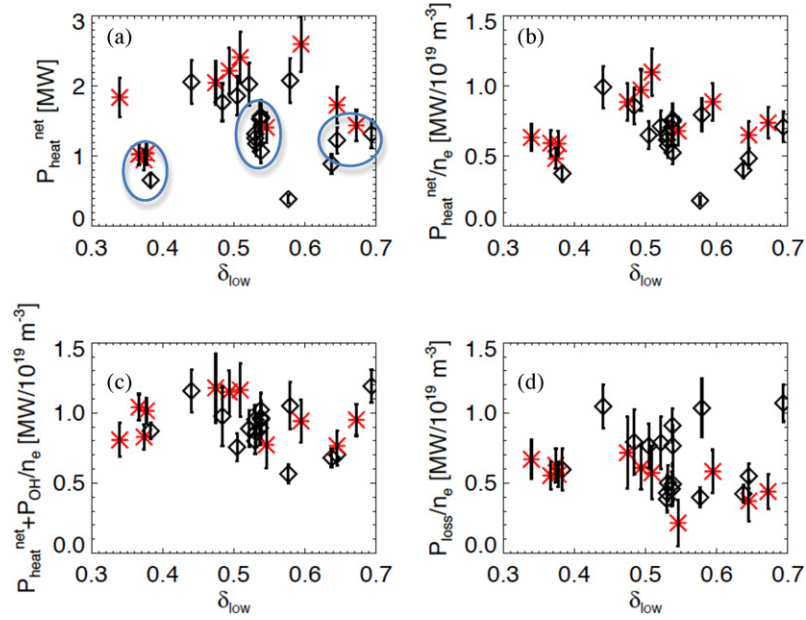 (a)
P_heat^net [MW]
3
2
1
0
0.3 0.4 0.5 0.6 0.7
δ_low
(b)
P_heat^net/n_e [MW/10^19 m^-3]
1.5
1.0
0.5
0.0
0.3 0.4 0.5 0.6 0.7
δ_low
(c)
P_heat^net+P_OH/n_e [MW/10^19 m^-3]
1.5
1.0
0.5
0.0
0.3 0.4 0.5 0.6 0.7
δ_low
(d)
P_loss/n_e [MW/10^19 m^-3]
1.5
1.0
0.5
0.0
0.3 0.4 0.5 0.6 0.7
δ_low